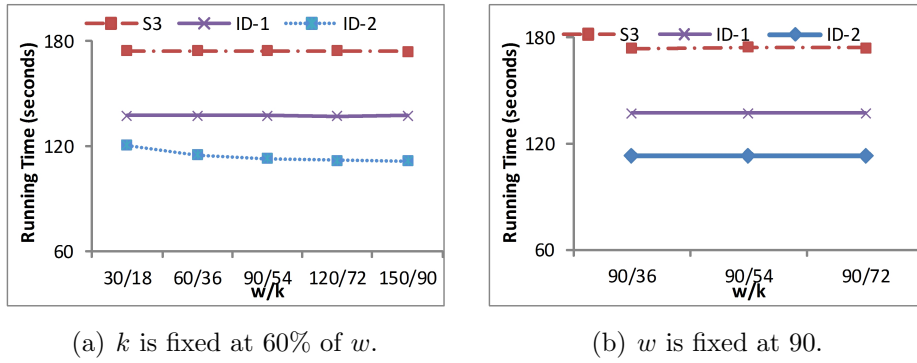 S3 ID-1 ID-2
180
120
60
Running Time (seconds)
30/18 60/36 90/54 120/72 150/90
w/k
(a) k is fixed at 60% of w.
S3 ID-1 ID-2
180
120
60
Running Time (seconds)
90/36 90/54 90/72
w/k
(b) w is fixed at 90.